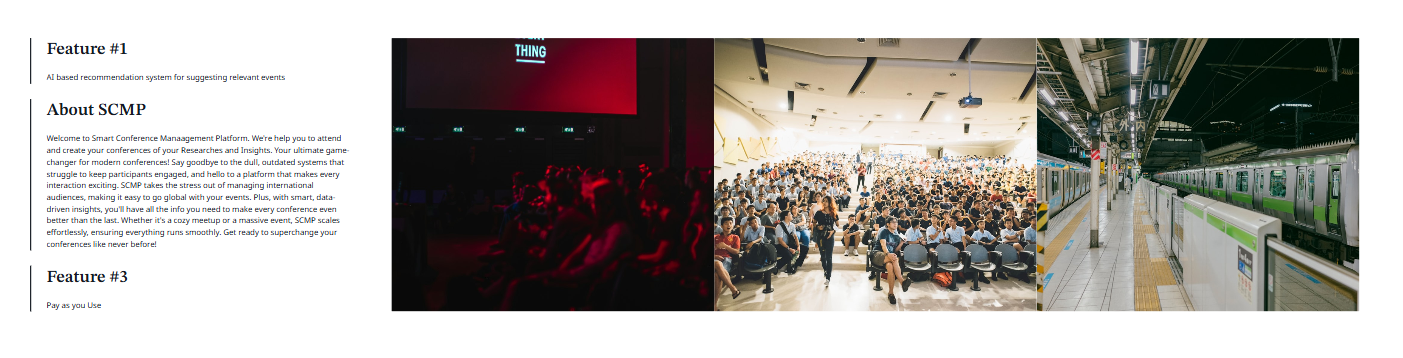 Feature #1
AI based recommendation system for suggesting relevant events
About SCMP
Welcome to Smart Conference Manaagement Platform. We're help you to attend
and create your conferences of your Researches and Insights. Your ultimate game-
changer for modern conferences! Say goodbye to the dull, outdated systems that
struggle to keep participants engaged, and hello to a platform that makes every
interaction exciting. SCMP takes the stress out of managing international
audiences, making it easy to go global with your events. Plus, with smart, data-
driven insights, you'll have all the info you need to make every conference even
better than the last. Whether it's a cozy meetup or a massive event, SCMP scales
effortlessly, ensuring everything runs smoothly. Get ready to supercharge your
conferences like never before!
Feature #3
Pay as you Use
THING